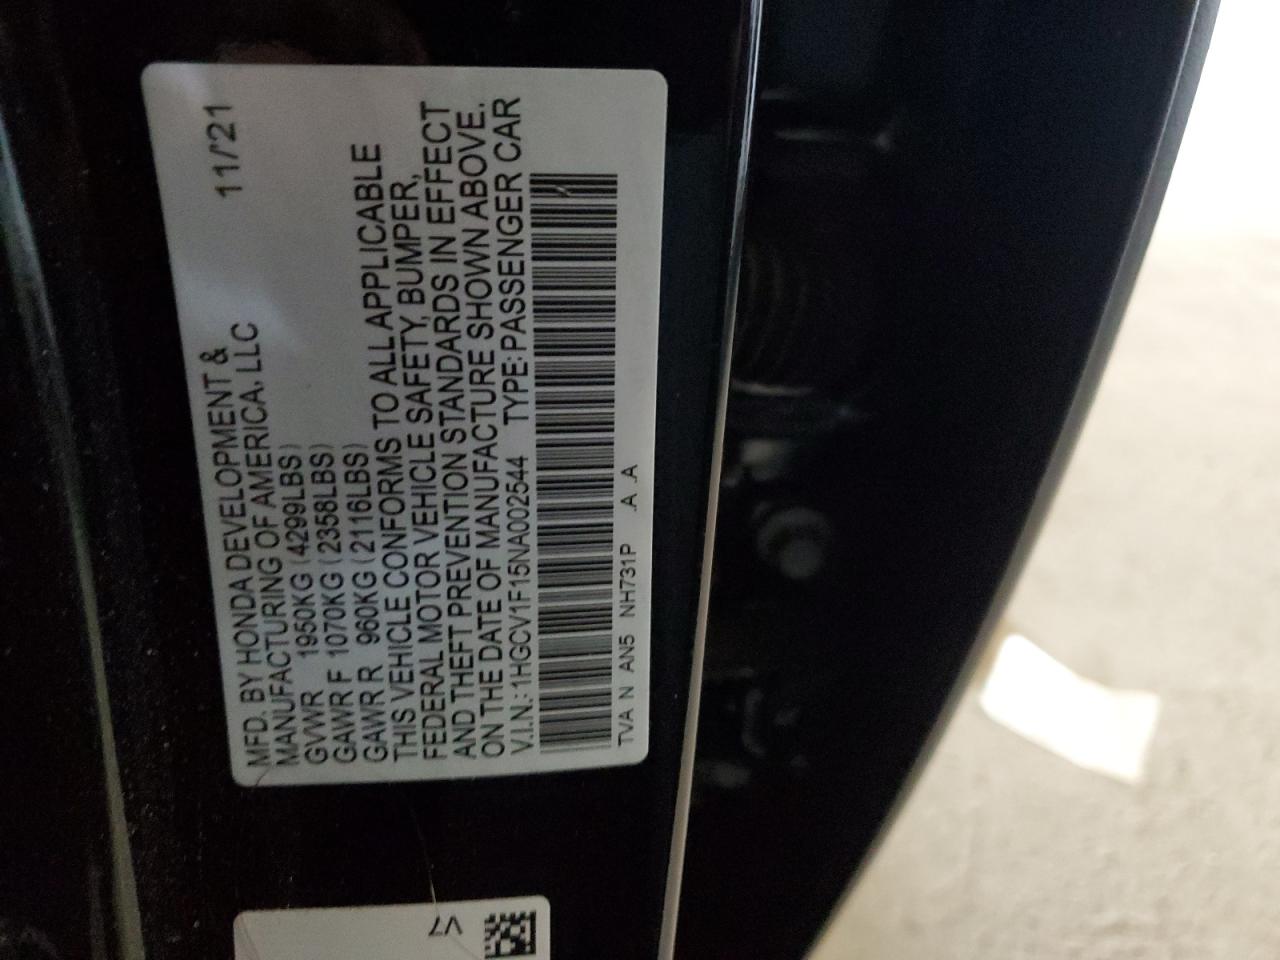 MFD. BY HONDA DEVELOPMENT & 11/'21
MANUFACTURING OF AMERICA, LLC
GVWR 1950KG (4299LBS)
GAWR F 1070KG (2358LBS)
GAWR R 960KG (2116LBS)
THIS VEHICLE CONFORMS TO ALL APPLICABLE
FEDERAL MOTOR VEHICLE SAFETY, BUMPER,
AND THEFT PREVENTION STANDARDS IN EFFECT
ON THE DATE OF MANUFACTURE SHOWN ABOVE.
V.I.N.: 1HGCV1F15NA002544 TYPE: PASSENGER CAR
TVA N AN5 NH731P .A .A